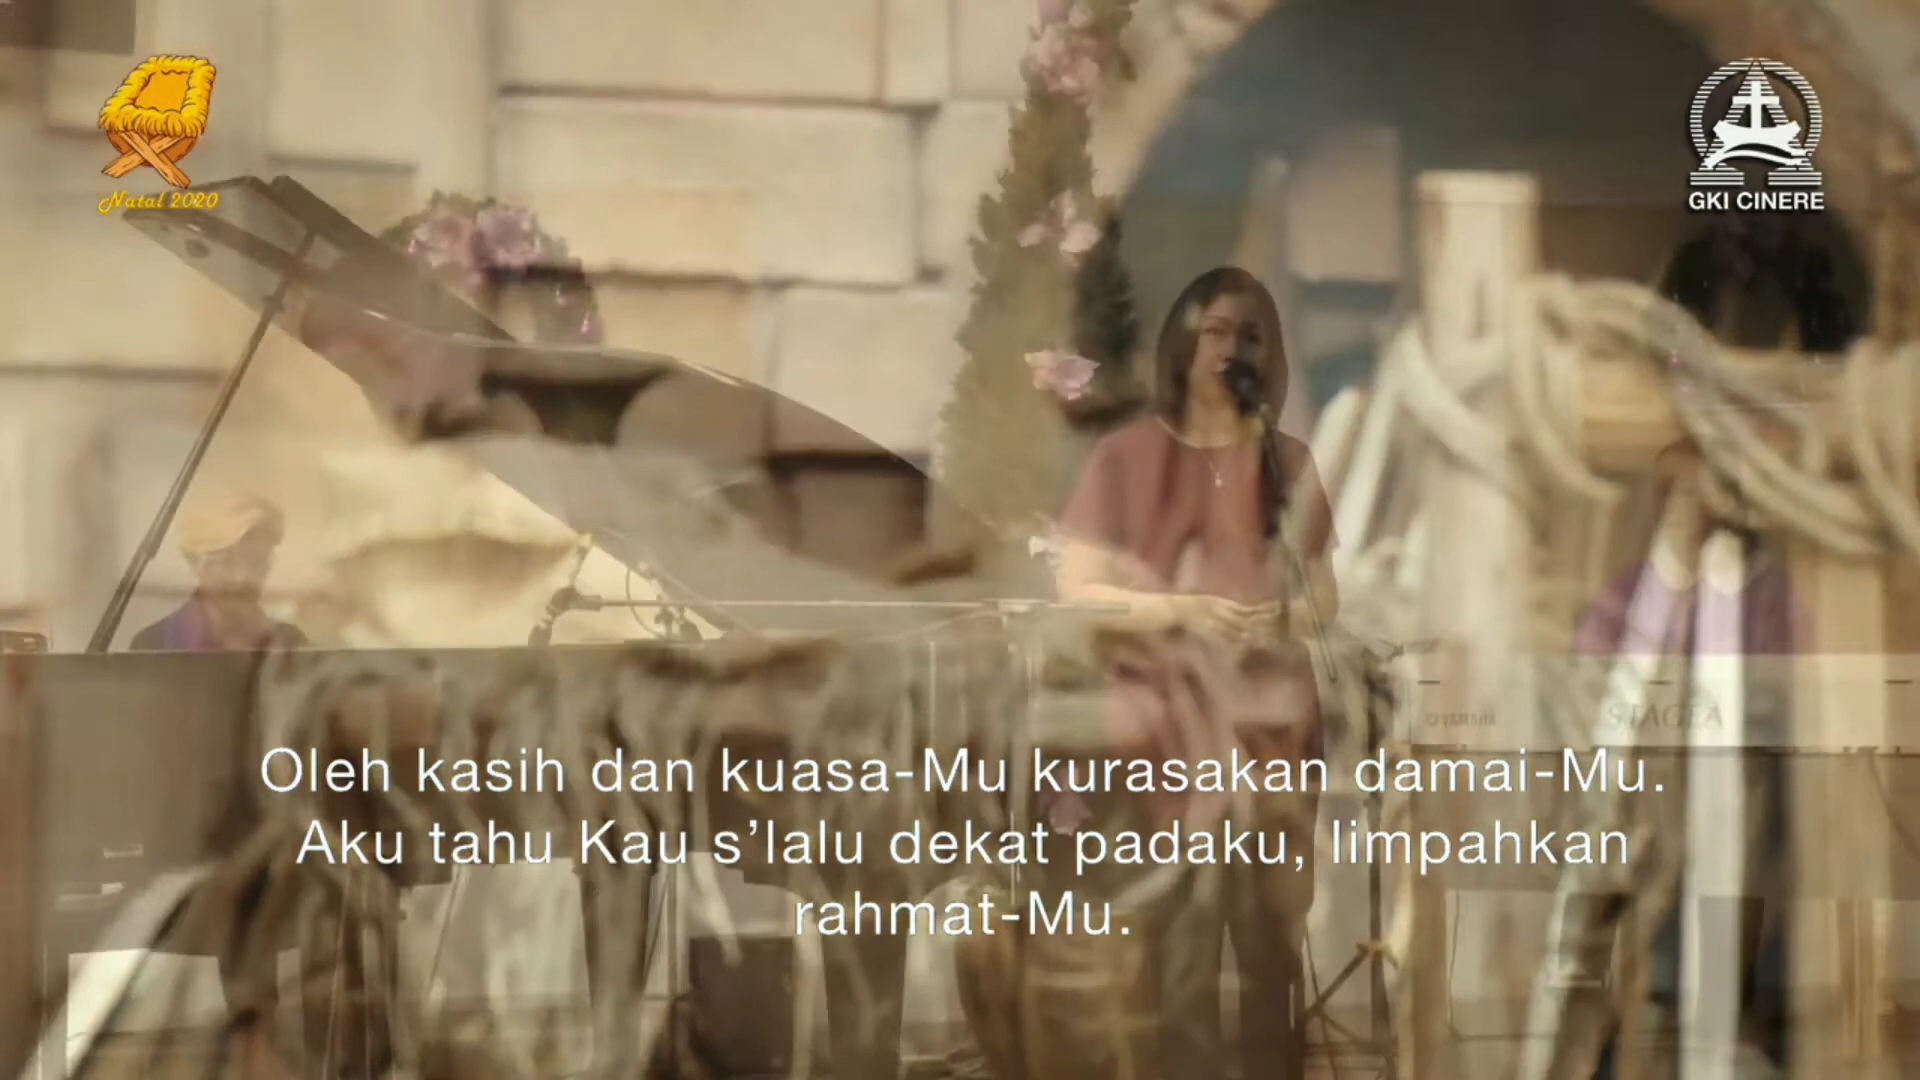 Natal 2020
GKI CINERE
YAMAHA
STAGEA
Oleh kasih dan kuasa-Mu kurasakan damai-Mu.
Aku tahu Kau s’lalu dekat padaku, limpahkan
rahmat-Mu.